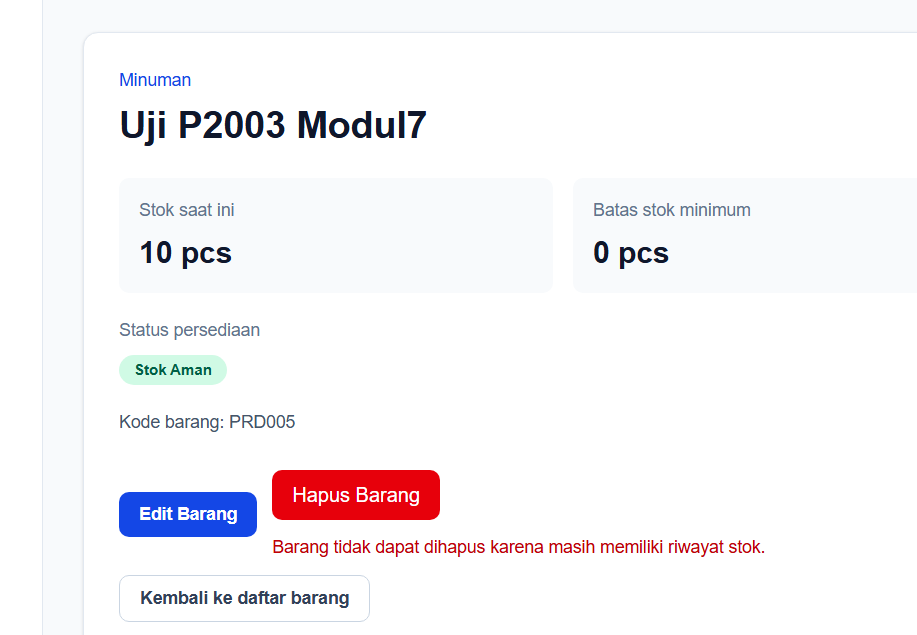 Minuman
Uji P2003 Modul7
Stok saat ini
10 pcs
Batas stok minimum
0 pcs
Status persediaan
Stok Aman
Kode barang: PRD005
Edit Barang
Hapus Barang
Barang tidak dapat dihapus karena masih memiliki riwayat stok.
Kembali ke daftar barang